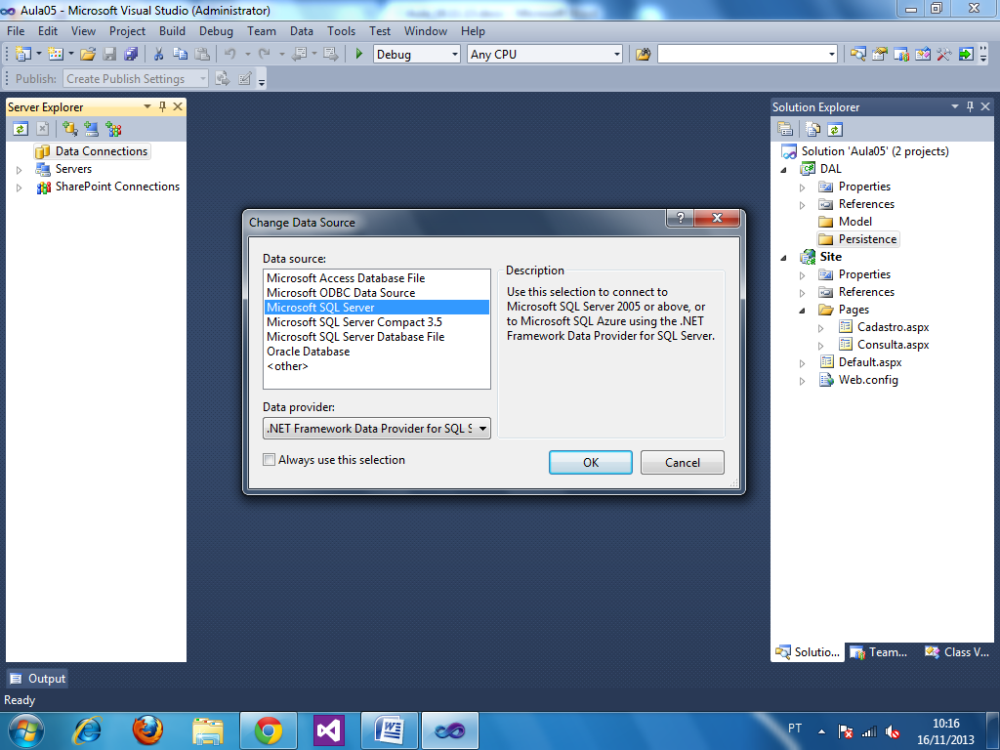 Aula05 - Microsoft Visual Studio (Administrator)
File Edit View Project Build Debug Team Data Tools Test Window Help
Debug Any CPU
Publish: Create Publish Settings
Server Explorer
Data Connections
Servers
SharePoint Connections
Change Data Source
?
Data source:
Microsoft Access Database File
Microsoft ODBC Data Source
Microsoft SQL Server
Microsoft SQL Server Compact 3.5
Microsoft SQL Server Database File
Oracle Database
<other>
Data provider:
.NET Framework Data Provider for SQL S
Always use this selection
Description
Use this selection to connect to
Microsoft SQL Server 2005 or above, or
to Microsoft SQL Azure using the .NET
Framework Data Provider for SQL Server.
OK Cancel
Solution Explorer
Solution 'Aula05' (2 projects)
DAL
Properties
References
Model
Persistence
Site
Properties
References
Pages
Cadastro.aspx
Consulta.aspx
Default.aspx
Web.config
Solutio... Team... Class V...
Output
Ready
PT
10:16
16/11/2013